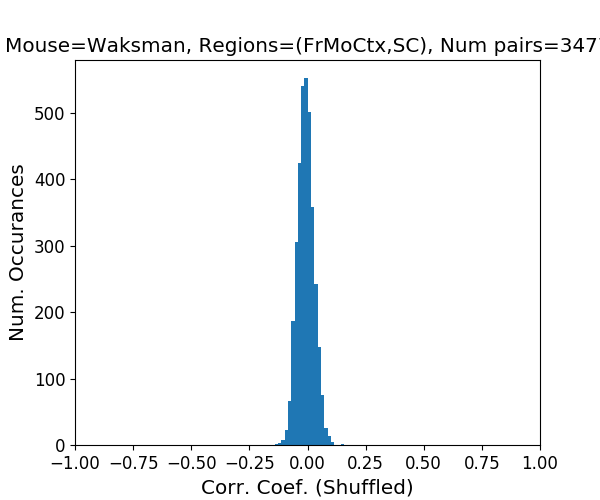 Mouse=Waksman, Regions=(FrMoCtx,SC), Num pairs=347
Num. Occurances
500
400
300
200
100
0
−1.00 −0.75 −0.50 −0.25 0.00 0.25 0.50 0.75 1.00
Corr. Coef. (Shuffled)